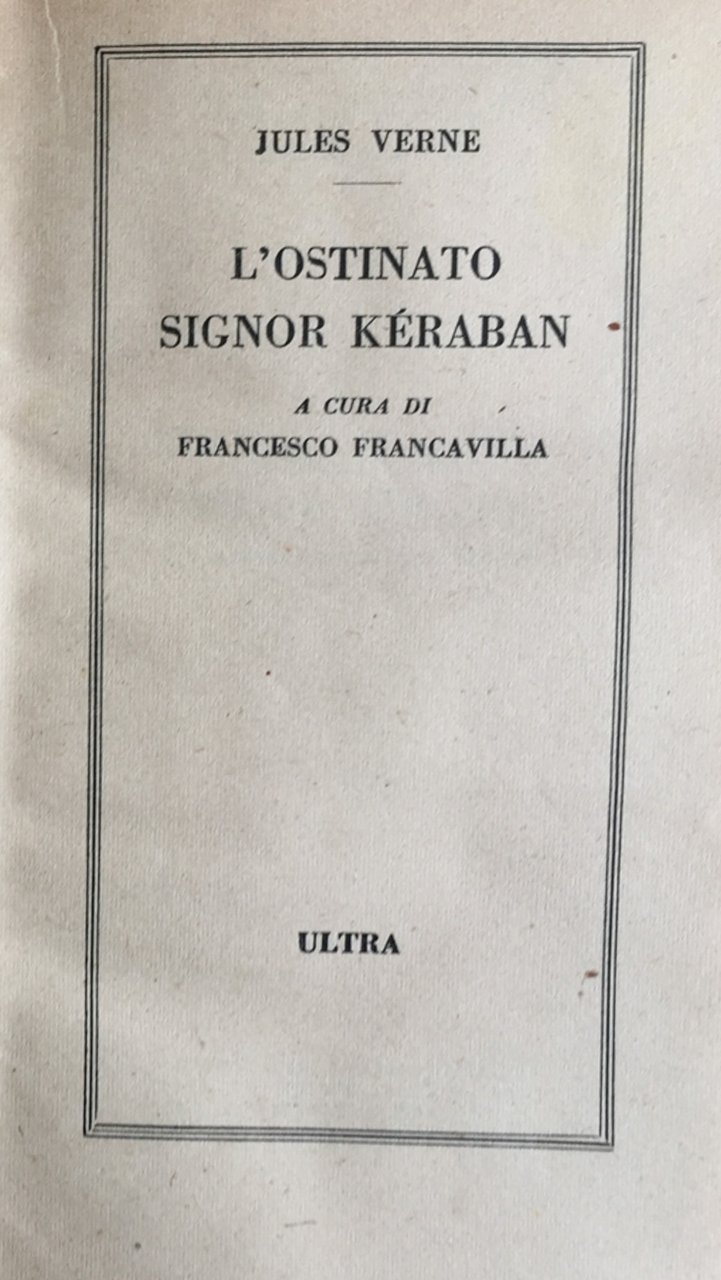 JULES VERNE
L'OSTINATO
SIGNOR KÉRABAN
A CURA DI
FRANCESCO FRANCAVILLA
ULTRA